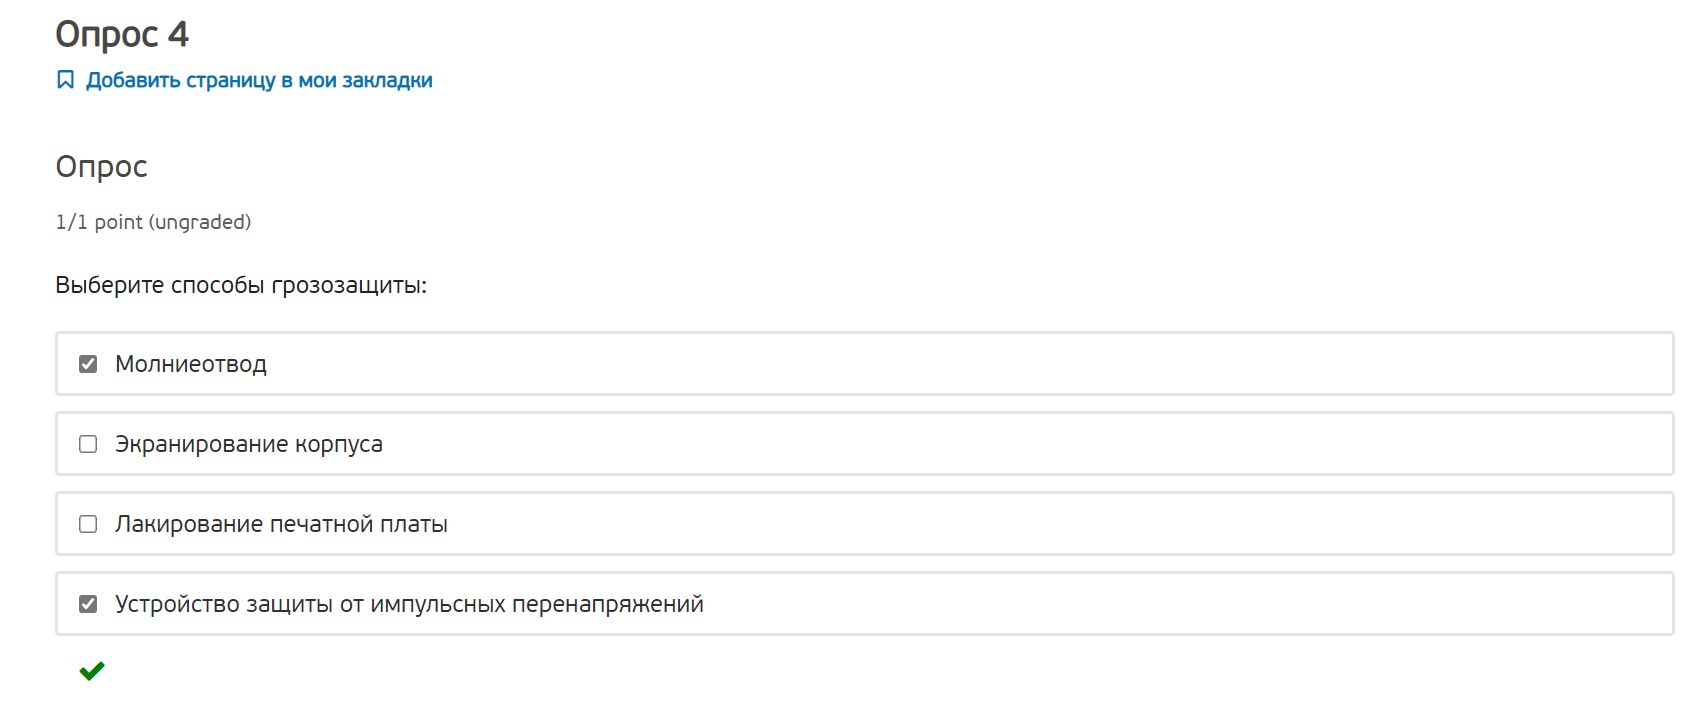 Опрос 4
Добавить страницу в мои закладки
Опрос
1/1 point (ungraded)
Выберите способы грозозащиты:
Молниеотвод
Экранирование корпуса
Лакирование печатной платы
Устройство защиты от импульсных перенапряжений